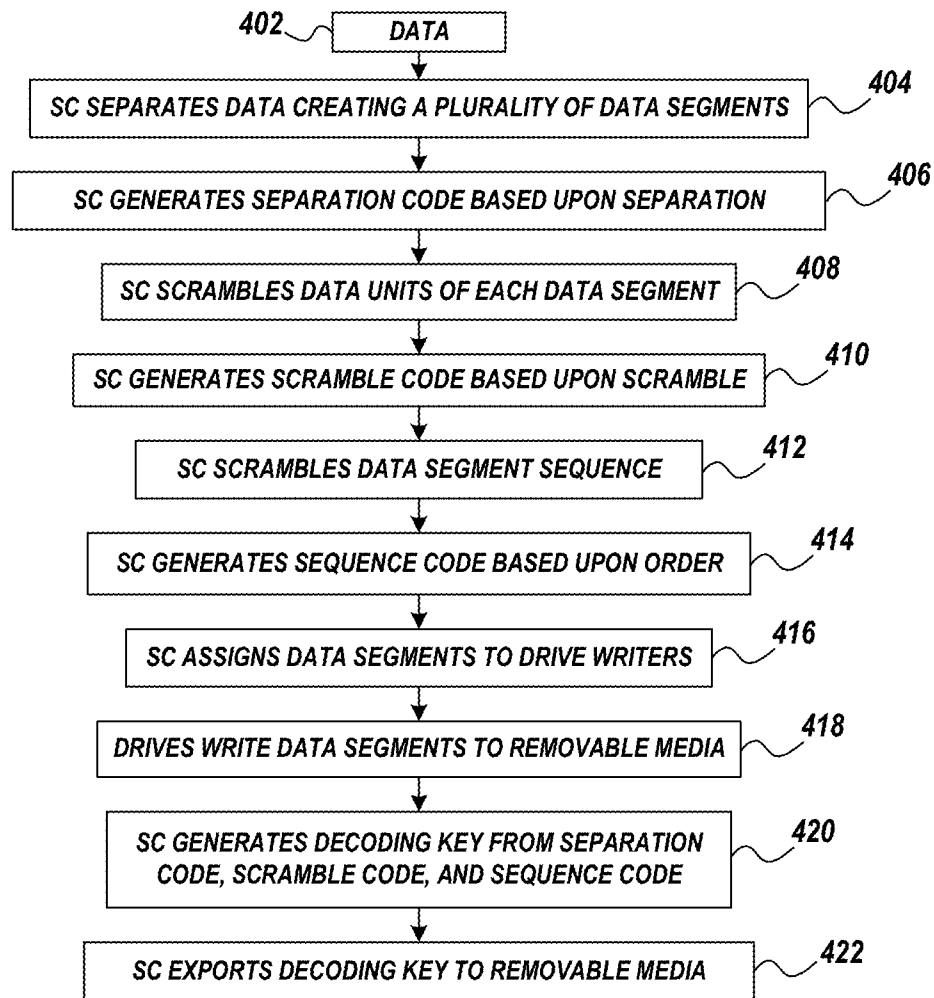 402
DATA
SC SEPARATES DATA CREATING A PLURALITY OF DATA SEGMENTS
404
SC GENERATES SEPARATION CODE BASED UPON SEPARATION
406
SC SCRAMBLES DATA UNITS OF EACH DATA SEGMENT
408
SC GENERATES SCRAMBLE CODE BASED UPON SCRAMBLE
410
SC SCRAMBLES DATA SEGMENT SEQUENCE
412
SC GENERATES SEQUENCE CODE BASED UPON ORDER
414
SC ASSIGNS DATA SEGMENTS TO DRIVE WRITERS
416
DRIVES WRITE DATA SEGMENTS TO REMOVABLE MEDIA
418
SC GENERATES DECODING KEY FROM SEPARATION
CODE, SCRAMBLE CODE, AND SEQUENCE CODE
420
SC EXPORTS DECODING KEY TO REMOVABLE MEDIA
422